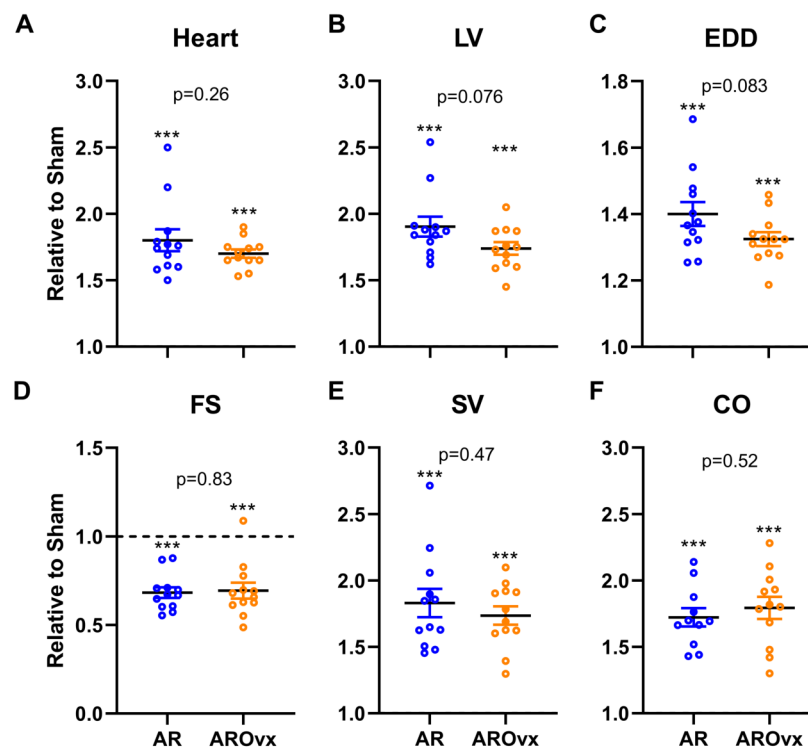 A Heart
B LV
C EDD
3.0
2.5
2.0
1.5
1.0
Relative to Sham
p=0.26
***
***
3.0
2.5
2.0
1.5
1.0
p=0.076
***
***
1.8
1.6
1.4
1.2
1.0
p=0.083
***
***
D FS
E SV
F CO
1.5
1.0
0.5
0.0
Relative to Sham
p=0.83
***
***
AR AROvx
3.0
2.5
2.0
1.5
1.0
p=0.47
***
***
AR AROvx
3.0
2.5
2.0
1.5
1.0
p=0.52
***
***
AR AROvx